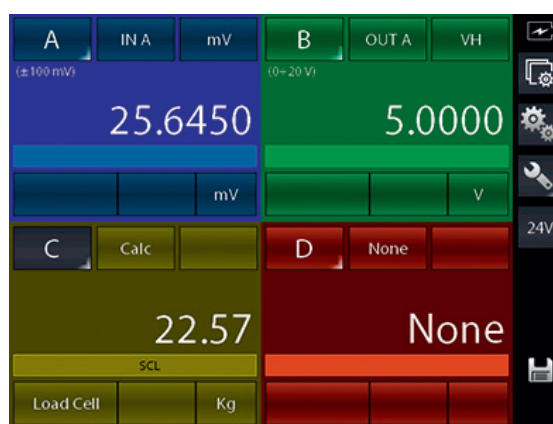 A IN A mV
(±100 mV)
25.6450
mV
B OUT A VH
(0÷20 V)
5.0000
V
C Calc
22.57
SCL
Load Cell Kg
D None
None
24V